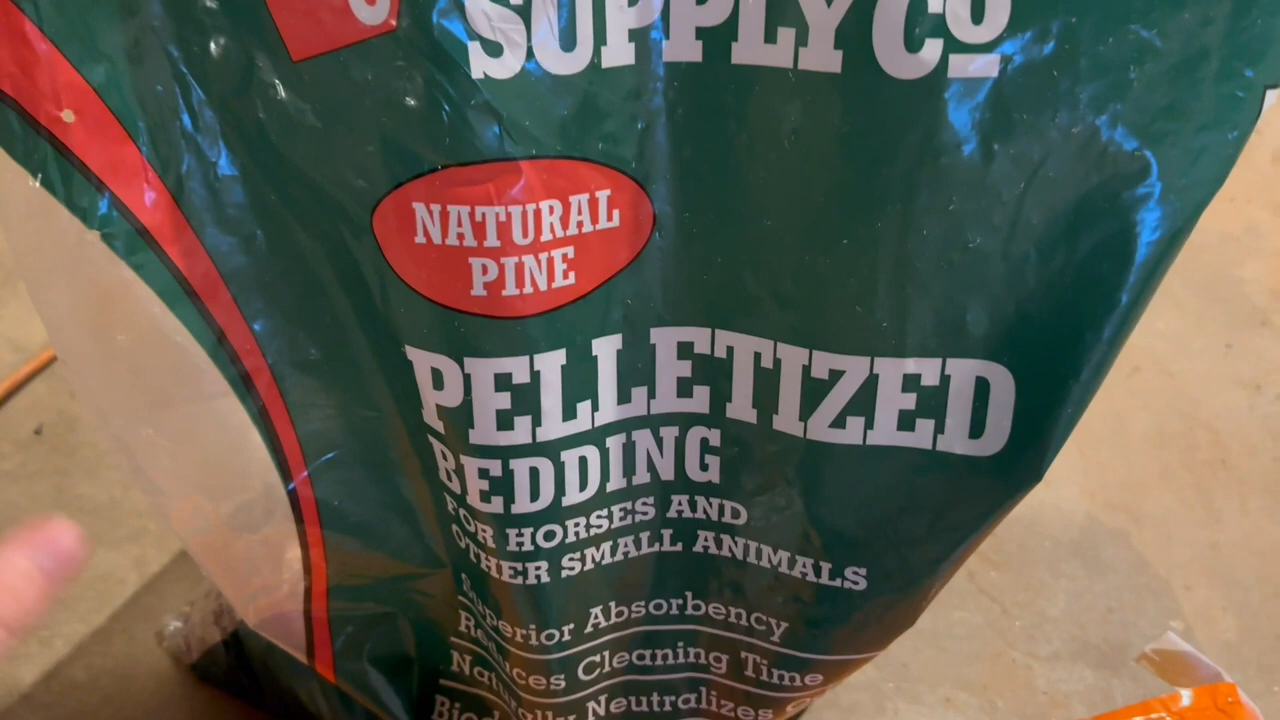 SUPPLY CO
NATURAL
PINE
PELLETIZED
BEDDING
FOR HORSES AND
OTHER SMALL ANIMALS
Superior Absorbency
Reduces Cleaning Time
Naturally Neutralizes